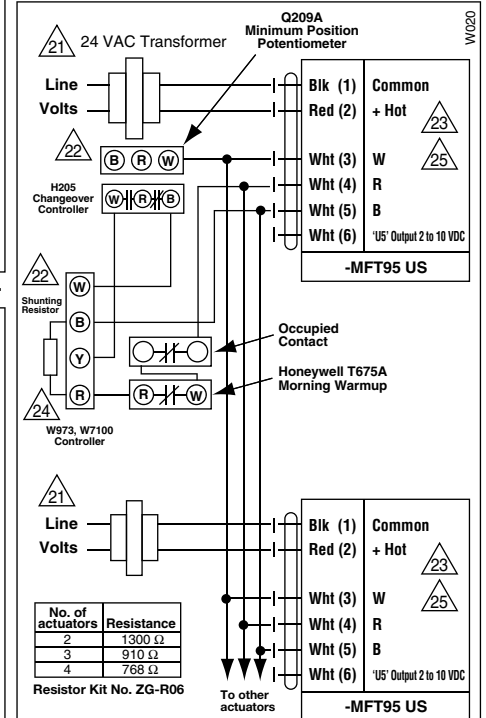 W020
Q209A
Minimum Position
Potentiometer
21 24 VAC Transformer
Line
Volts
Blk (1) Common
Red (2) + Hot
23
22
B R W
Wht (3) W
25
H205
Changeover
Controller
W R B
Wht (4) R
Wht (5) B
Wht (6) 'U5' Output 2 to 10 VDC
-MFT95 US
22
Shunting
Resistor
W
B
Y
R
24
W973, W7100
Controller
Occupied
Contact
R W
Honeywell T675A
Morning Warmup
21
Line
Volts
Blk (1) Common
Red (2) + Hot
23
Wht (3) W
25
Wht (4) R
Wht (5) B
Wht (6) 'U5' Output 2 to 10 VDC
-MFT95 US
No. of
actuators Resistance
2 1300 Ω
3 910 Ω
4 768 Ω
Resistor Kit No. ZG-R06
To other
actuators